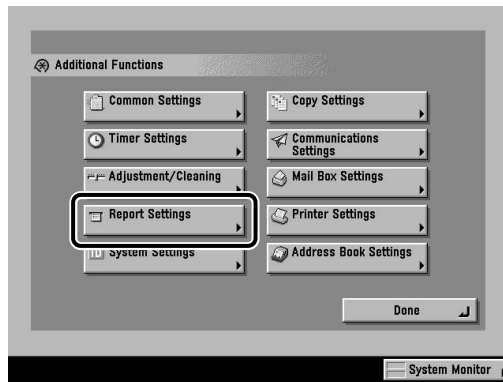 Additional Functions
Common Settings
Copy Settings
Timer Settings
Communications
Settings
Adjustment/Cleaning
Mail Box Settings
Report Settings
Printer Settings
System Settings
Address Book Settings
Done
System Monitor